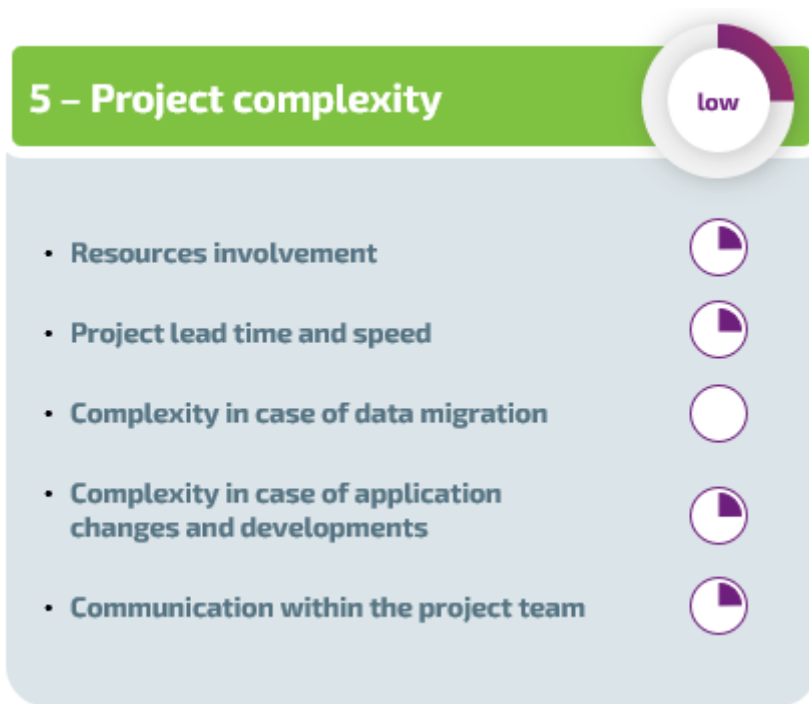 5 – Project complexity
low
• Resources involvement
• Project lead time and speed
• Complexity in case of data migration
• Complexity in case of application
changes and developments
• Communication within the project team